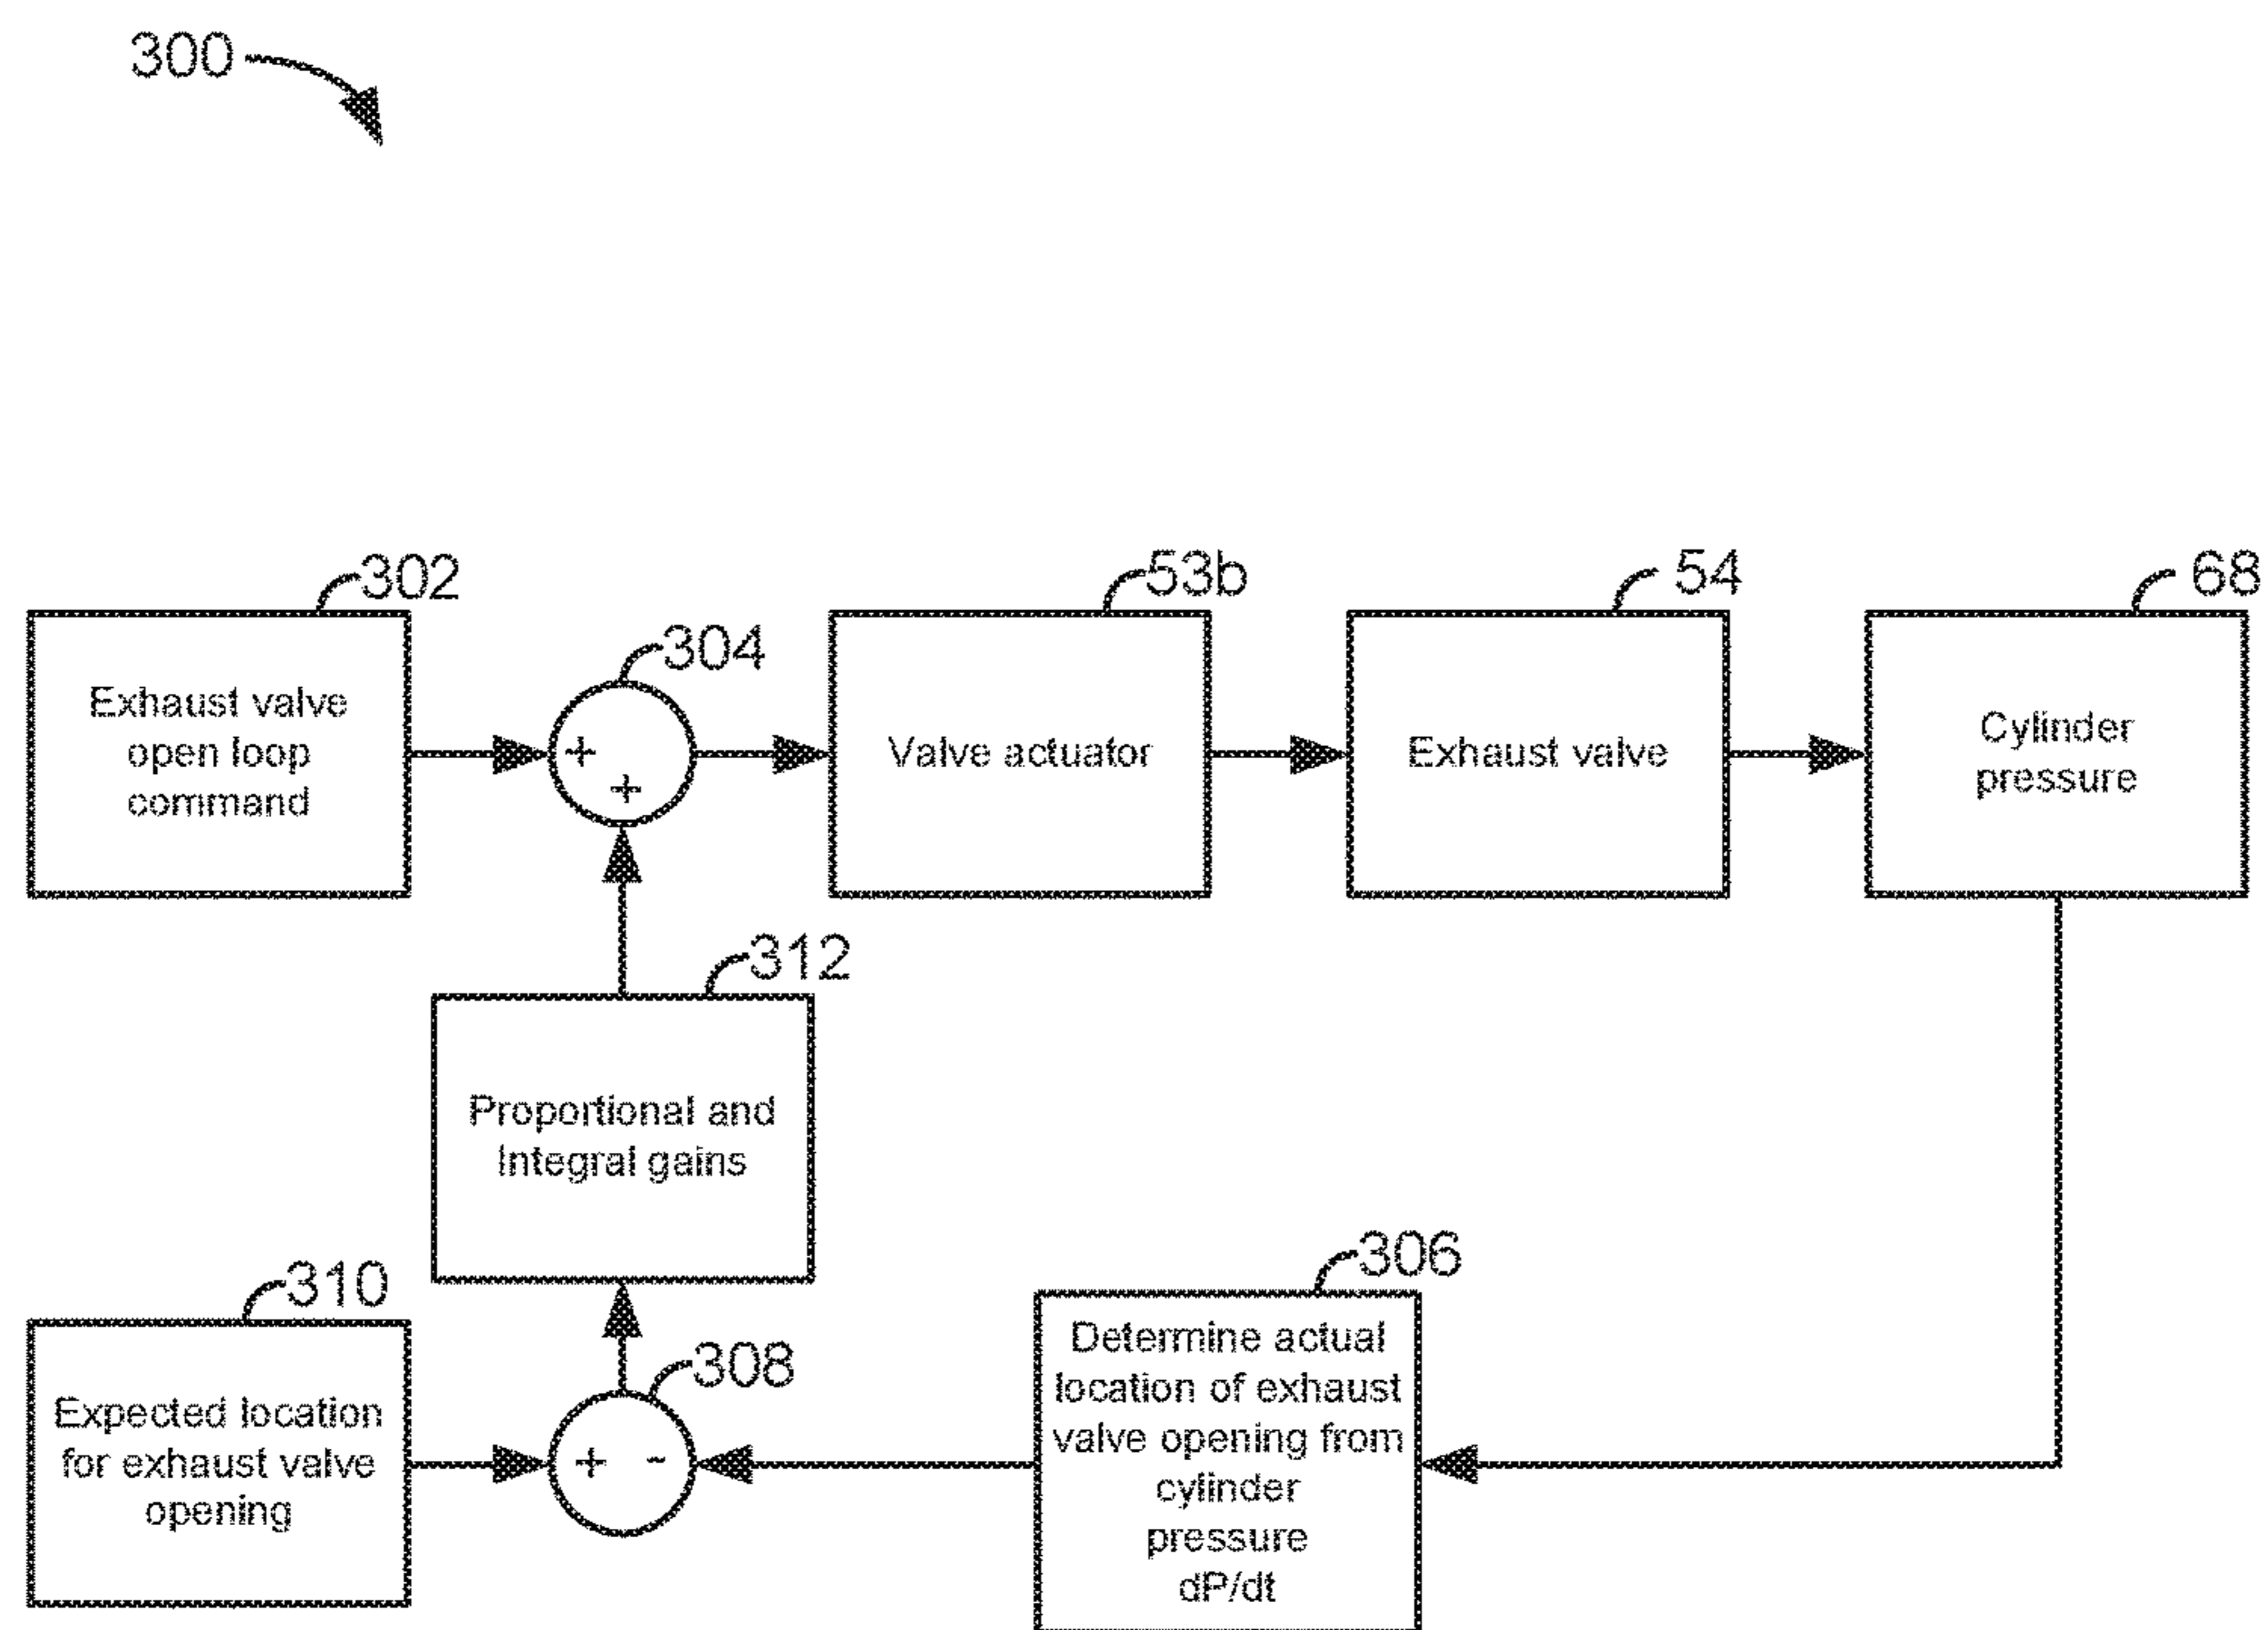 300
302
Exhaust valve
open loop
command
304
+
+
53b
Valve actuator
54
Exhaust valve
68
Cylinder
pressure
312
Proportional and
Integral gains
310
Expected location
for exhaust valve
opening
308
+ -
306
Determine actual
location of exhaust
valve opening from
cylinder
pressure
dP/dt